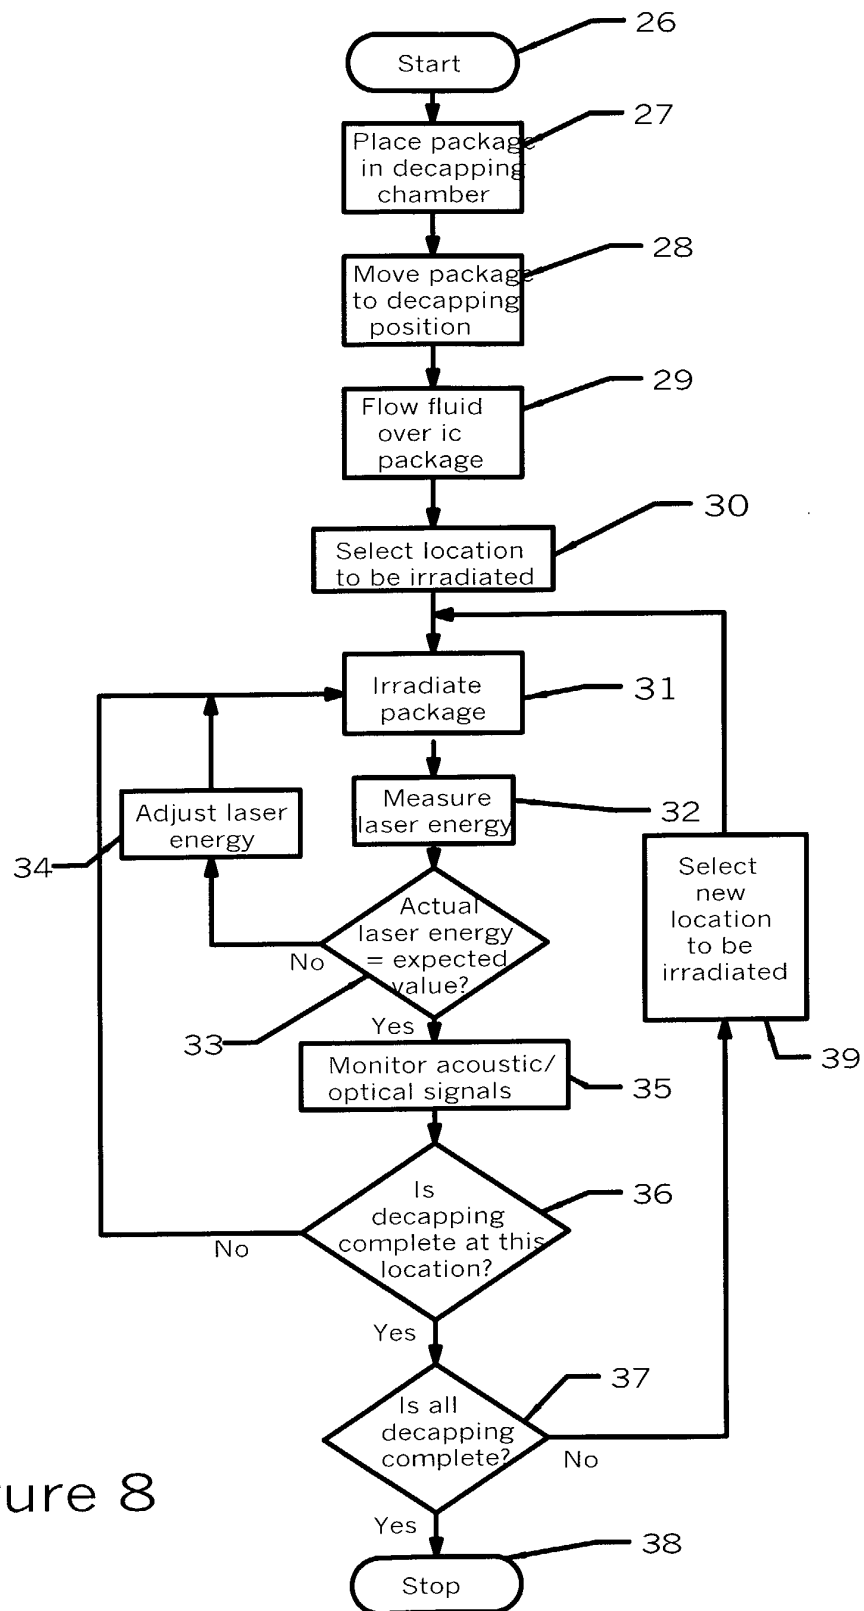 26
Start
27
Place package
in decapping
chamber
28
Move package
to decapping
position
29
Flow fluid
over ic
package
30
Select location
to be irradiated
31
Irradiate
package
32
Measure
laser energy
34
Adjust laser
energy
Actual
laser energy
= expected
value?
No
33
Yes
Select
new
location
to be
irradiated
39
Monitor acoustic/
optical signals
35
36
Is
decapping
complete at this
location?
No
Yes
37
Is all
decapping
complete?
No
Yes
ure 8
38
Stop